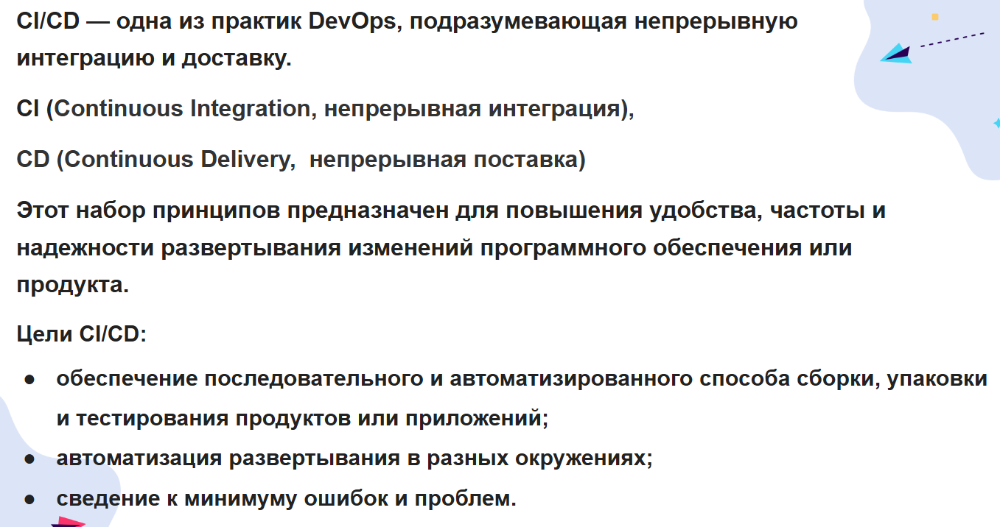 CI/CD — одна из практик DevOps, подразумевающая непрерывную
интеграцию и доставку.
CI (Continuous Integration, непрерывная интеграция),
CD (Continuous Delivery,  непрерывная поставка)
Этот набор принципов предназначен для повышения удобства, частоты и
надежности развертывания изменений программного обеспечения или
продукта.
Цели CI/CD:
● обеспечение последовательного и автоматизированного способа сборки, упаковки
и тестирования продуктов или приложений;
● автоматизация развертывания в разных окружениях;
● сведение к минимуму ошибок и проблем.